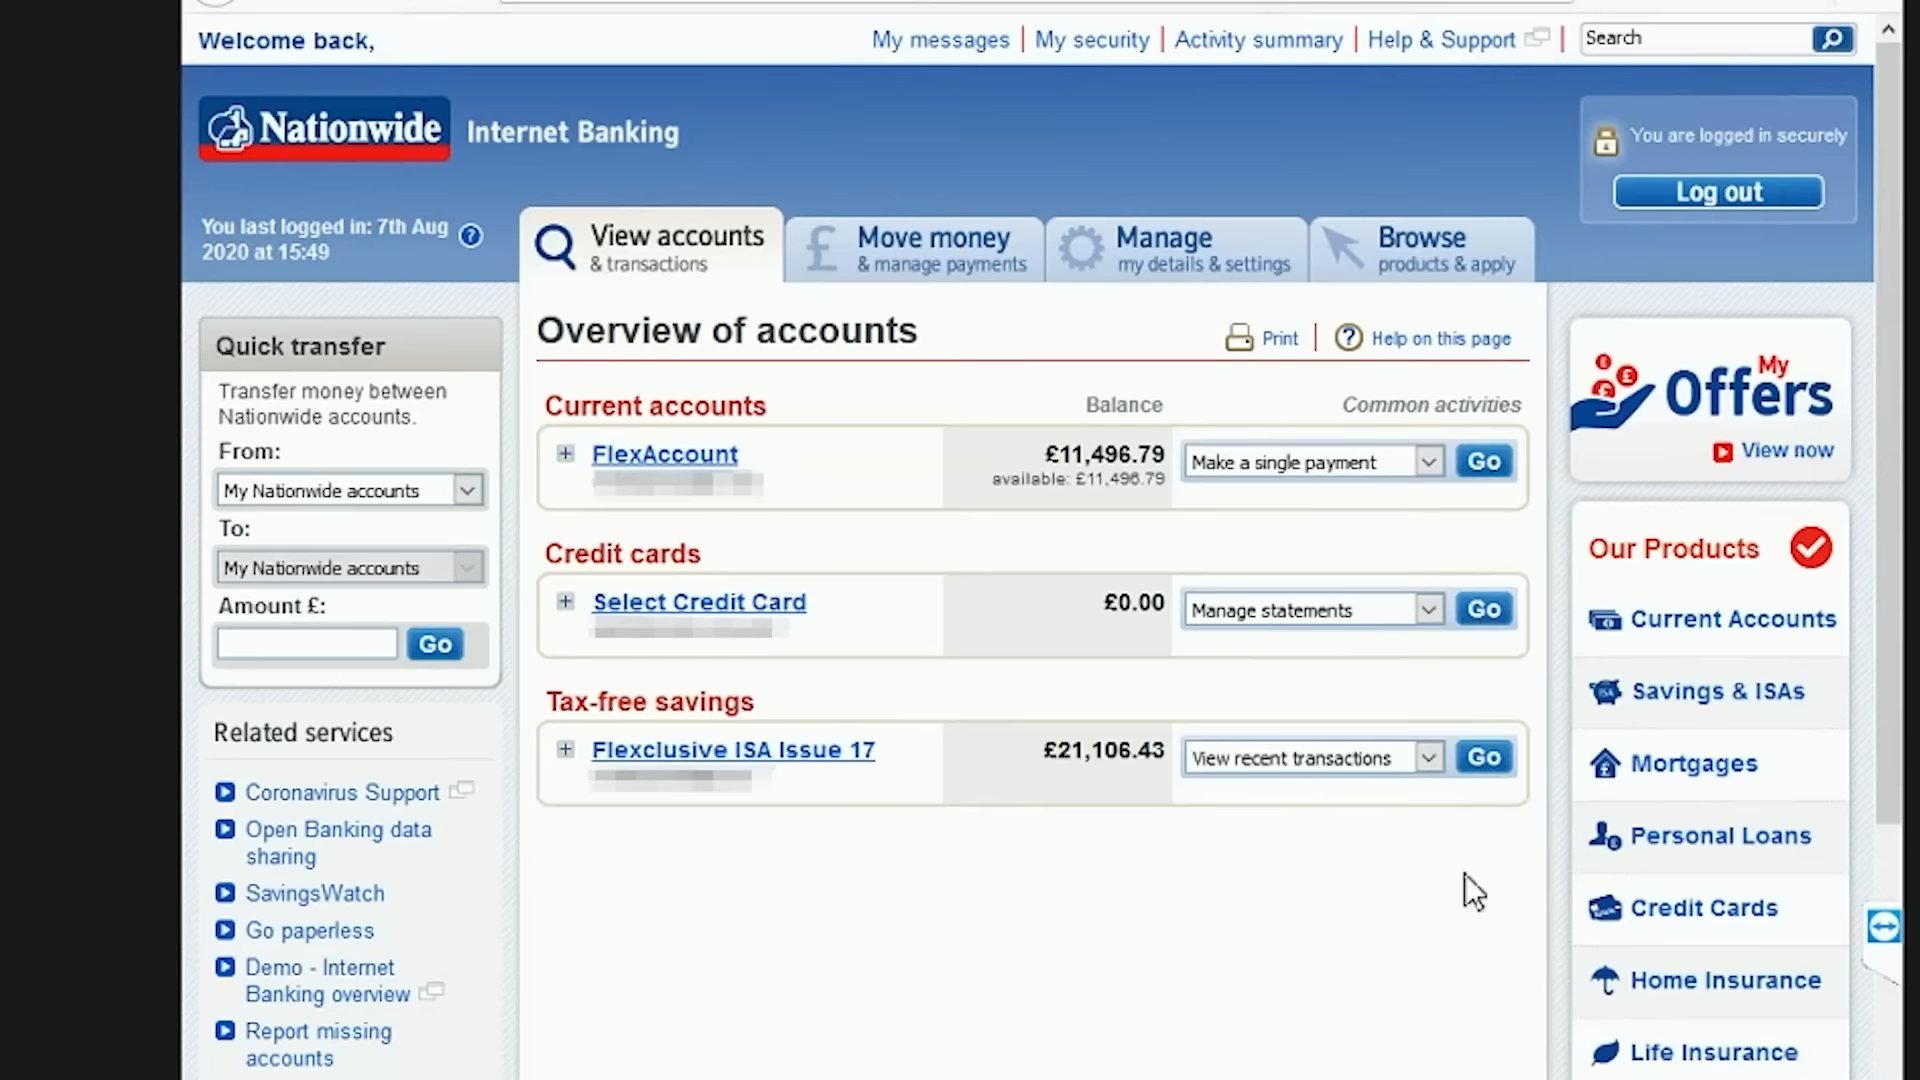 Welcome back,
My messages
My security
Activity summary
Help & Support
Search
Nationwide
Internet Banking
You are logged in securely
Log out
You last logged in: 7th Aug
2020 at 15:49
View accounts
& transactions
Move money
& manage payments
Manage
my details & settings
Browse
products & apply
Quick transfer
Transfer money between
Nationwide accounts.
From:
My Nationwide accounts
To:
My Nationwide accounts
Amount £:
Go
Related services
Coronavirus Support
Open Banking data
sharing
SavingsWatch
Go paperless
Demo - Internet
Banking overview
Report missing
accounts
Overview of accounts
Print
Help on this page
Current accounts
Balance
Common activities
FlexAccount
£11,496.79
available: £11,496.79
Make a single payment
Go
Credit cards
Select Credit Card
£0.00
Manage statements
Go
Tax-free savings
Flexclusive ISA Issue 17
£21,106.43
View recent transactions
Go
My
Offers
View now
Our Products
Current Accounts
Savings & ISAs
Mortgages
Personal Loans
Credit Cards
Home Insurance
Life Insurance